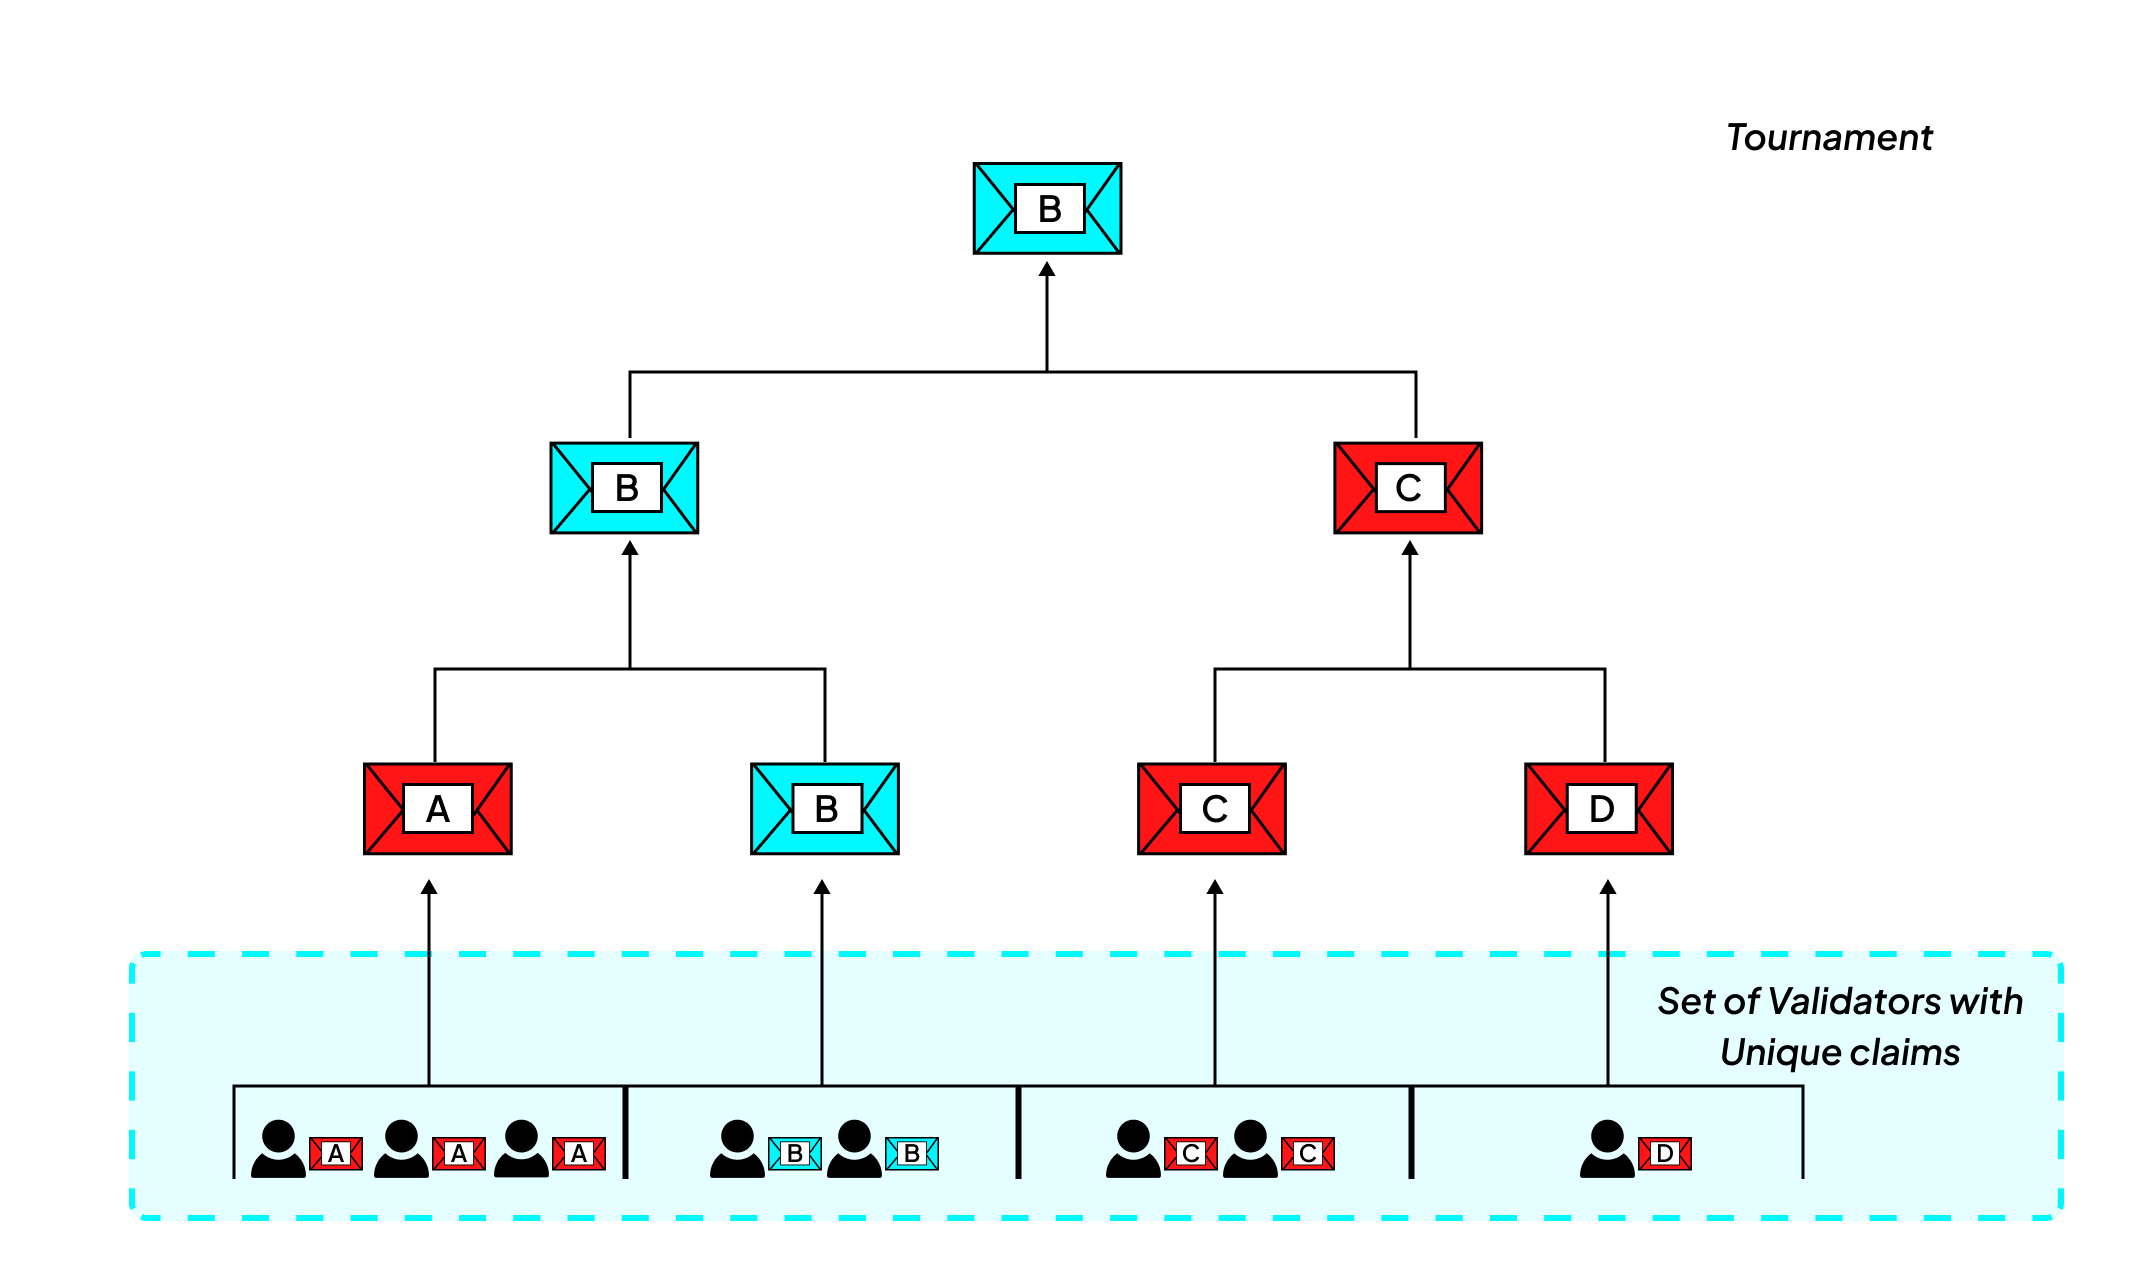 Tournament
B
B
C
A
B
C
D
Set of Validators with
Unique claims
A A A B B C C D